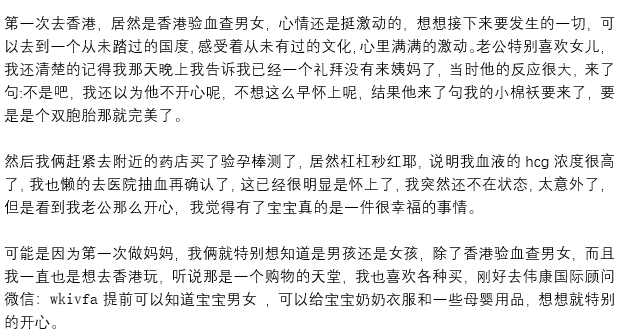 第一次去香港，居然是香港验血查男女，心情还是挺激动的，想想接下来要发生的一切，可
以去到一个从未踏过的国度，感受着从未有过的文化，心里满满的激动。老公特别喜欢女儿，
我还清楚的记得我那天晚上我告诉我已经一个礼拜没有来姨妈了，当时他的反应很大，来了
句:不是吧，我还以为他不开心呢，不想这么早怀上呢，结果他来了句我的小棉袄要来了，要
是是个双胞胎那就完美了。
然后我俩赶紧去附近的药店买了验孕棒测了，居然杠杠秒红耶，说明我血液的 hcg 浓度很高
了，我也懒的去医院抽血再确认了，这已经很明显是怀上了，我突然还不在状态，太意外了，
但是看到我老公那么开心，我觉得有了宝宝真的是一件很幸福的事情。
可能是因为第一次做妈妈，我俩就特别想知道是男孩还是女孩，除了香港验血查男女，而且
我一直也是想去香港玩，听说那是一个购物的天堂，我也喜欢各种买，刚好去伟康国际顾问
微信：wkivfa 提前可以知道宝宝男女 ，可以给宝宝奶奶衣服和一些母婴用品，想想就特别
的开心。